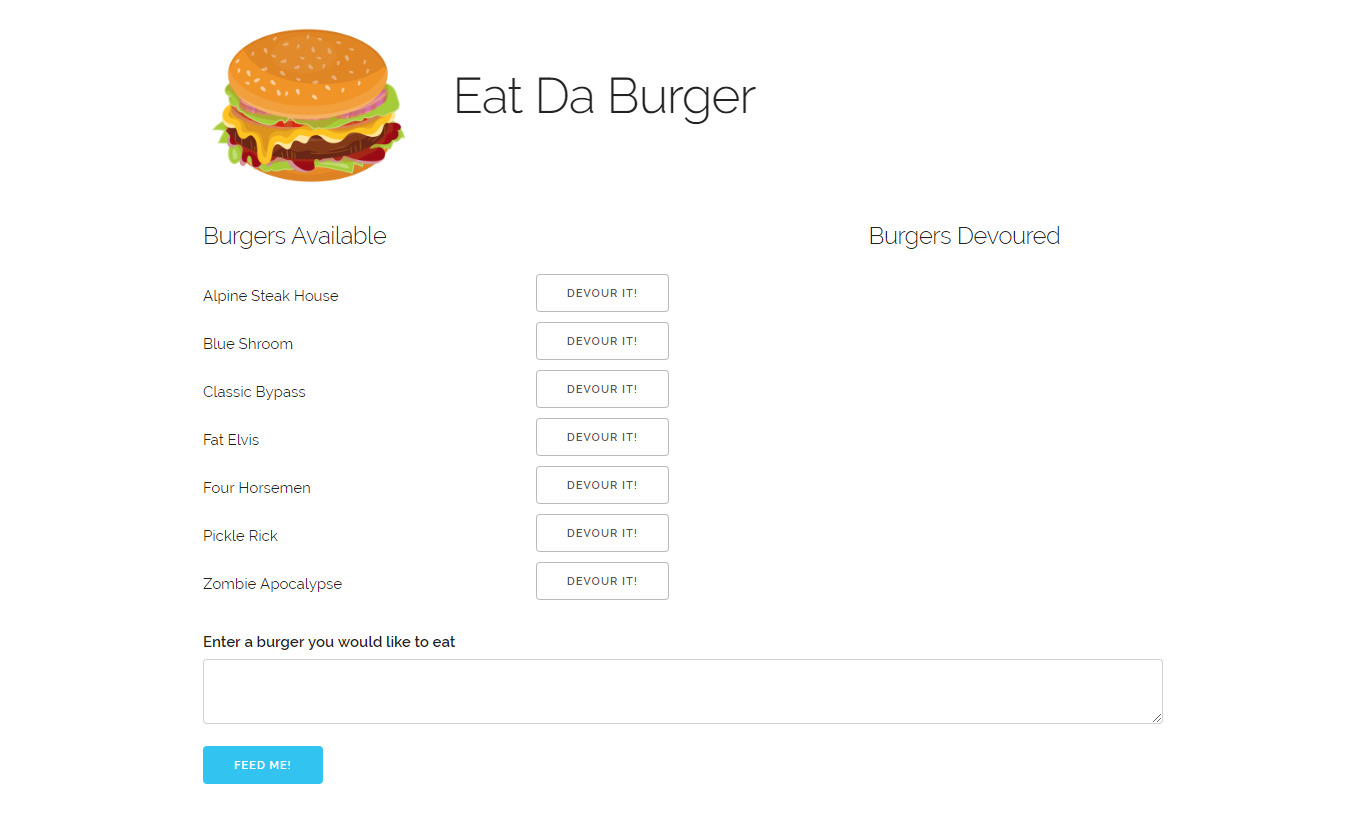 Eat Da Burger
Burgers Available
Burgers Devoured
Alpine Steak House
DEVOUR IT!
Blue Shroom
DEVOUR IT!
Classic Bypass
DEVOUR IT!
Fat Elvis
DEVOUR IT!
Four Horsemen
DEVOUR IT!
Pickle Rick
DEVOUR IT!
Zombie Apocalypse
DEVOUR IT!
Enter a burger you would like to eat
FEED ME!